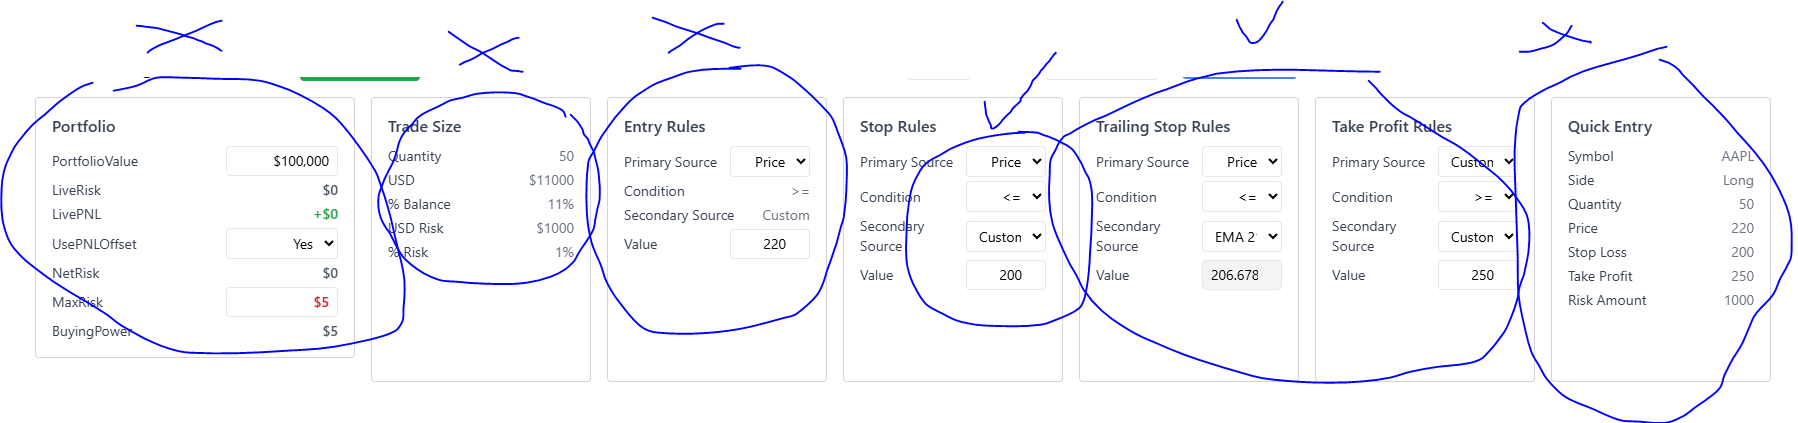 Portfolio
PortfolioValue $100,000
LiveRisk $0
LivePNL +$0
UsePNLOffset Yes
NetRisk $0
MaxRisk $5
BuyingPower $5
Trade Size
Quantity 50
USD $11000
% Balance 11%
USD Risk $1000
% Risk 1%
Entry Rules
Primary Source Price
Condition >=
Secondary Source Custom
Value 220
Stop Rules
Primary Source Price
Condition <=
Secondary
Source Custon
Value 200
Trailing Stop Rules
Primary Source Price
Condition <=
Secondary
Source EMA 2
Value 206.678
Take Profit Rules
Primary Source Custon
Condition >=
Secondary
Source Custon
Value 250
Quick Entry
Symbol AAPL
Side Long
Quantity 50
Price 220
Stop Loss 200
Take Profit 250
Risk Amount 1000